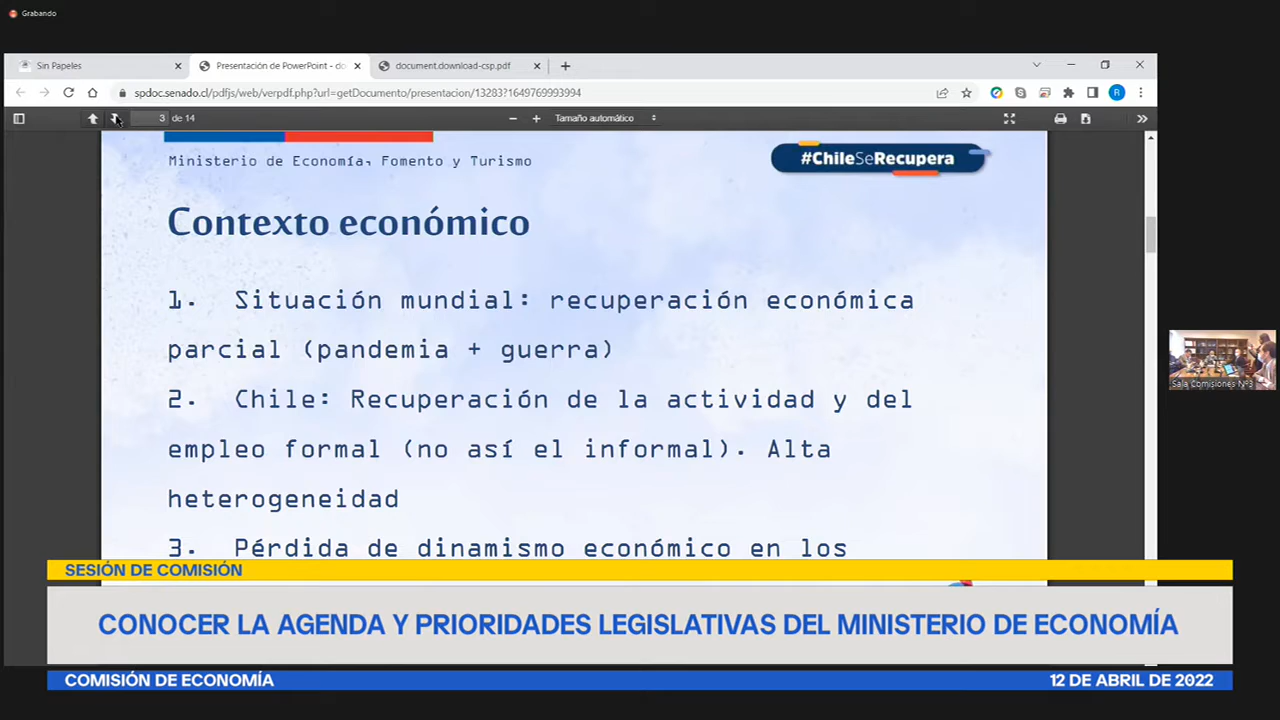 Grabando
Sin Papeles
Presentación de PowerPoint - do
document.download-csp.pdf
spdoc.senado.cl/pdfjs/web/verpdf.php?url=getDocumento/presentacion/13283?1649769993994
R
3 de 14
Tamaño automático
Ministerio de Economía, Fomento y Turismo
#ChileSeRecupera
Contexto económico
1. Situación mundial: recuperación económica
parcial (pandemia + guerra)
2. Chile: Recuperación de la actividad y del
empleo formal (no así el informal). Alta
heterogeneidad
3. Pérdida de dinamismo económico en los
Sala Comisiones Nº3
SESIÓN DE COMISIÓN
CONOCER LA AGENDA Y PRIORIDADES LEGISLATIVAS DEL MINISTERIO DE ECONOMÍA
COMISIÓN DE ECONOMÍA
12 DE ABRIL DE 2022